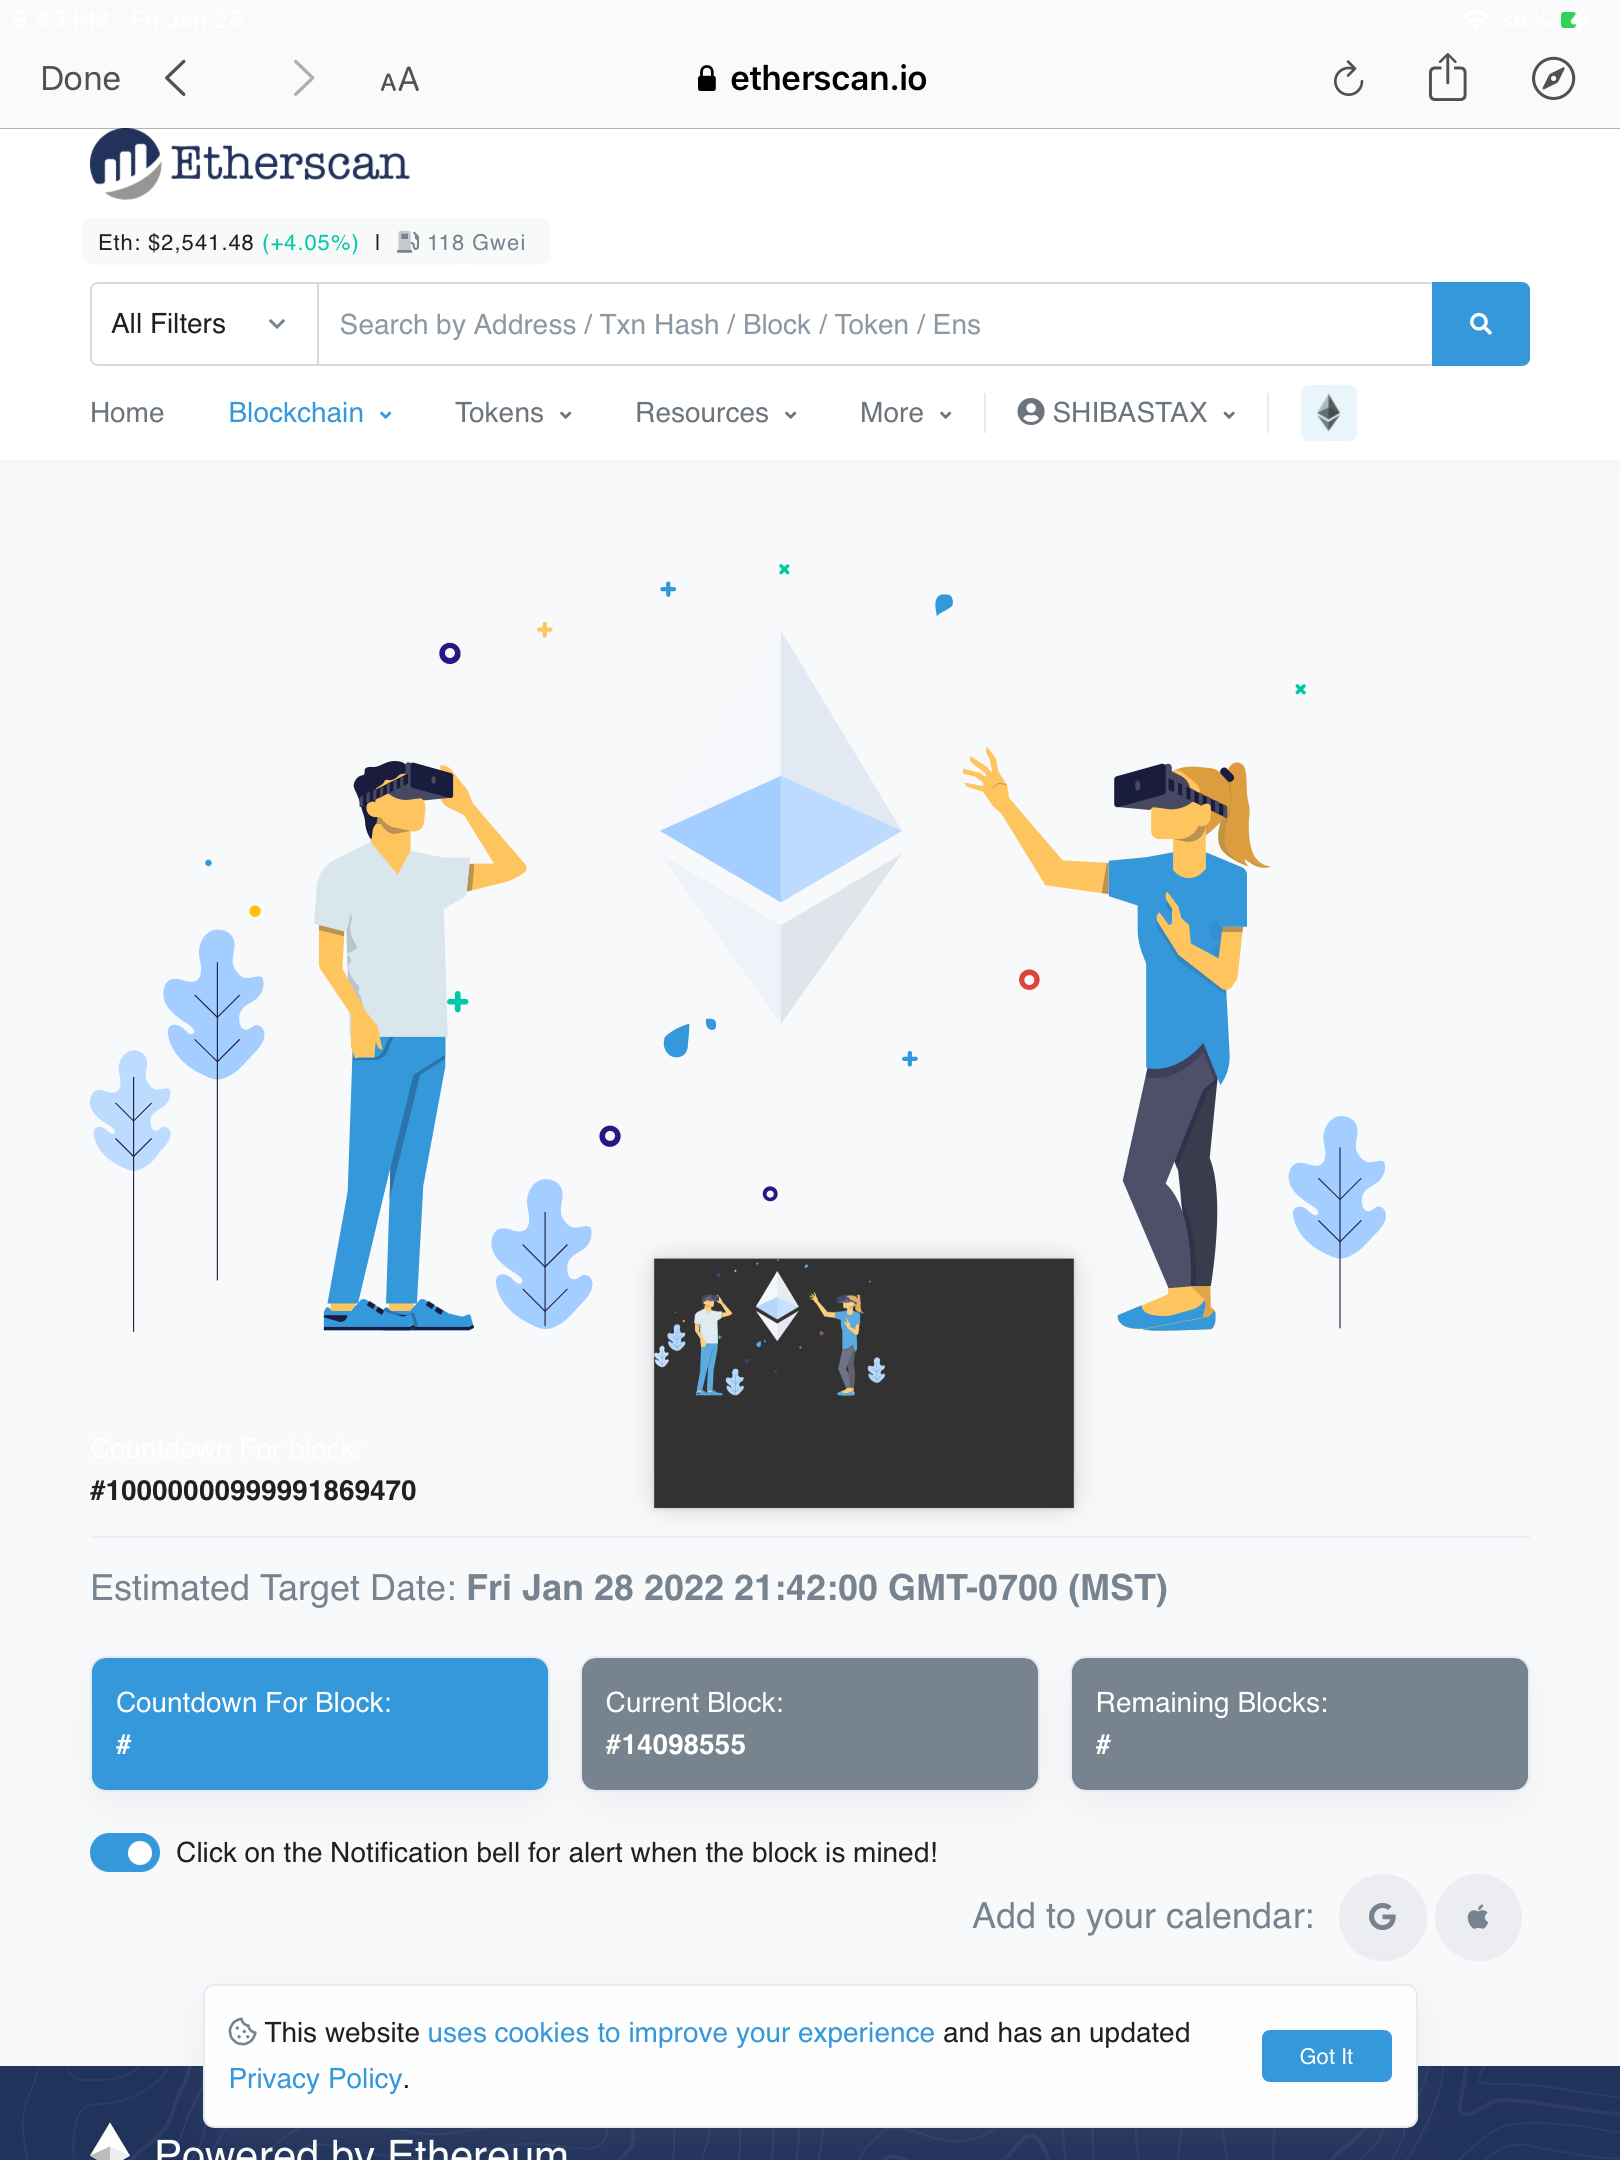 9:43 PM Fri Jan 28
38%
Done
AA
etherscan.io
Etherscan
Eth: $2,541.48 (+4.05%) | 118 Gwei
All Filters
Search by Address / Txn Hash / Block / Token / Ens
Home Blockchain Tokens Resources More SHIBASTAX
Countdown For block:
#10000000999991869470
Estimated Target Date: Fri Jan 28 2022 21:42:00 GMT-0700 (MST)
Countdown For Block:
#
Current Block:
#14098555
Remaining Blocks:
#
Click on the Notification bell for alert when the block is mined!
Add to your calendar: G
This website uses cookies to improve your experience and has an updated
Privacy Policy.
Got It
Powered by Ethereum